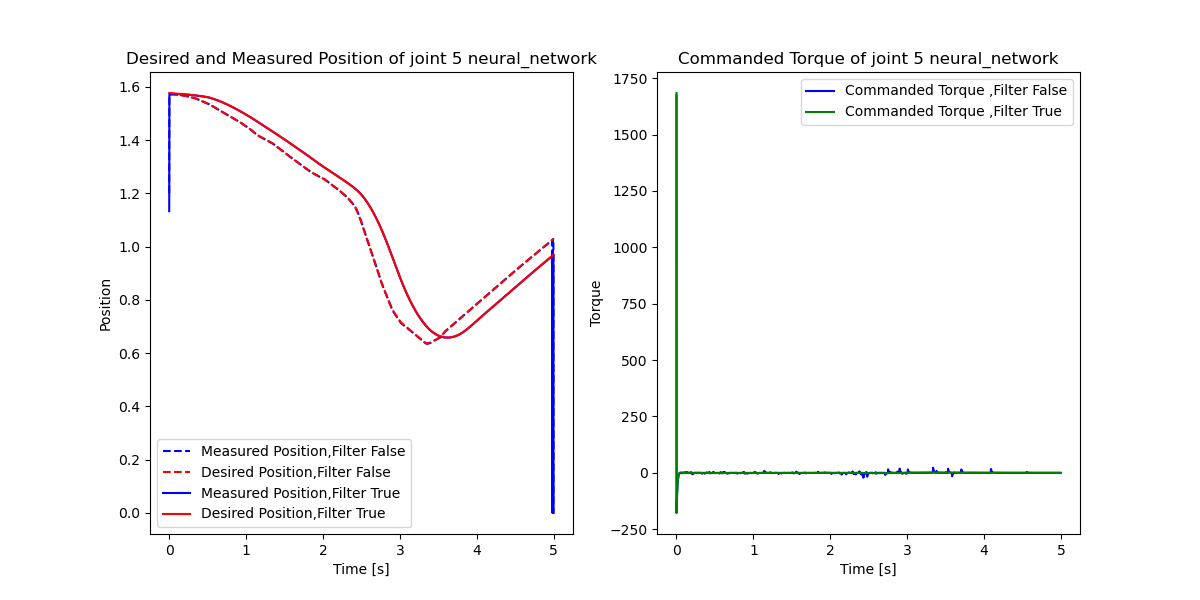 Desired and Measured Position of joint 5 neural_network
1.6
1.4
1.2
1.0
0.8
0.6
0.4
0.2
0.0
Position
Measured Position,Filter False
Desired Position,Filter False
Measured Position,Filter True
Desired Position,Filter True
0 1 2 3 4 5
Time [s]
Commanded Torque of joint 5 neural_network
1750
1500
1250
1000
750
500
250
0
−250
Torque
Commanded Torque ,Filter False
Commanded Torque ,Filter True
0 1 2 3 4 5
Time [s]